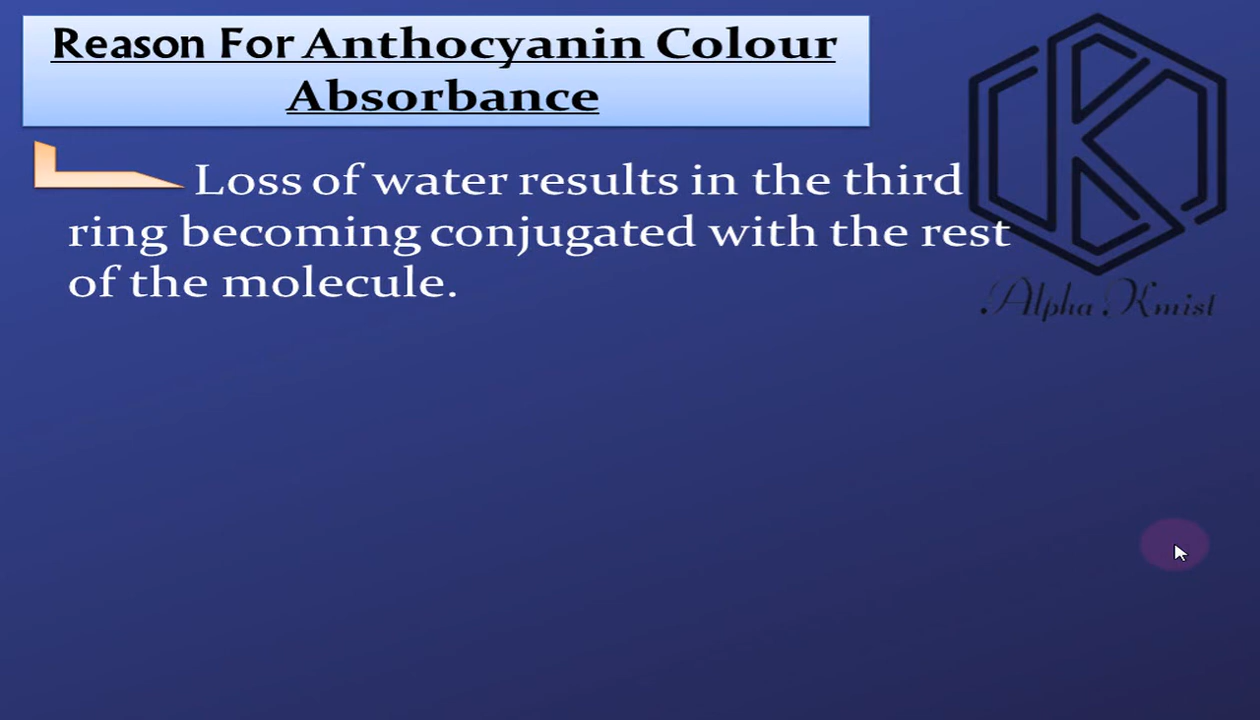 Reason For Anthocyanin Colour
Absorbance
Loss of water results in the third
ring becoming conjugated with the rest
of the molecule.
Alpha Kmist